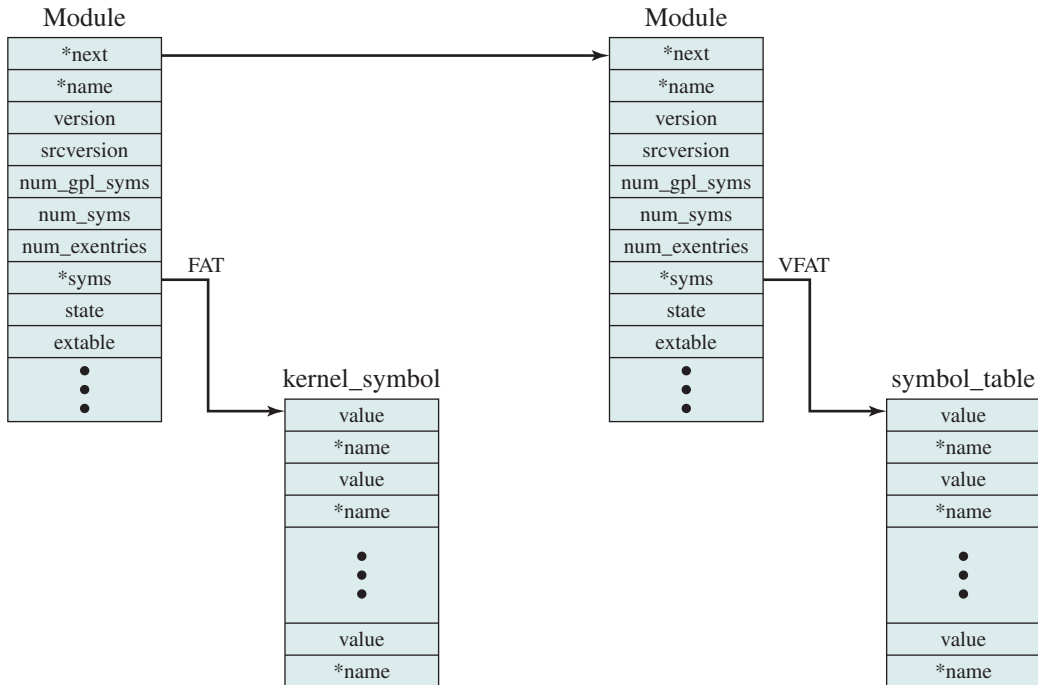 Module
*next
*name
version
srcversion
num_gpl_syms
num_syms
num_exentries
*syms
state
extable
FAT
kernel_symbol
value
*name
value
*name
value
*name
Module
*next
*name
version
srcversion
num_gpl_syms
num_syms
num_exentries
*syms
state
extable
VFAT
symbol_table
value
*name
value
*name
value
*name